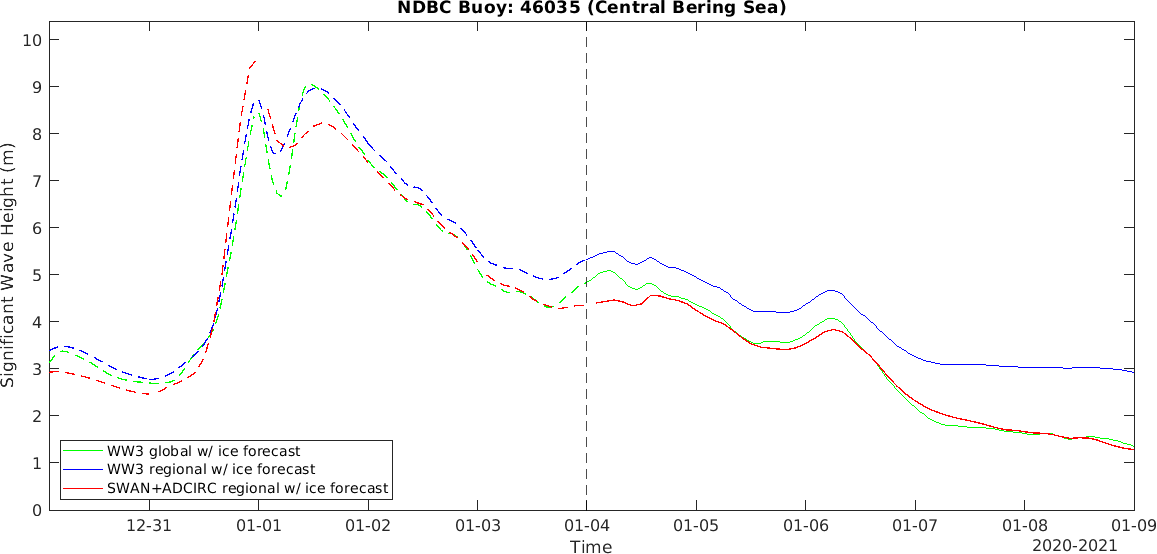 NDBC Buoy: 46035 (Central Bering Sea)
Significant Wave Height (m)
10
9
8
7
6
5
4
3
2
1
0
WW3 global w/ ice forecast
WW3 regional w/ ice forecast
SWAN+ADCIRC regional w/ ice forecast
12-31 01-01 01-02 01-03 01-04 01-05 01-06 01-07 01-08 01-09
Time
2020-2021